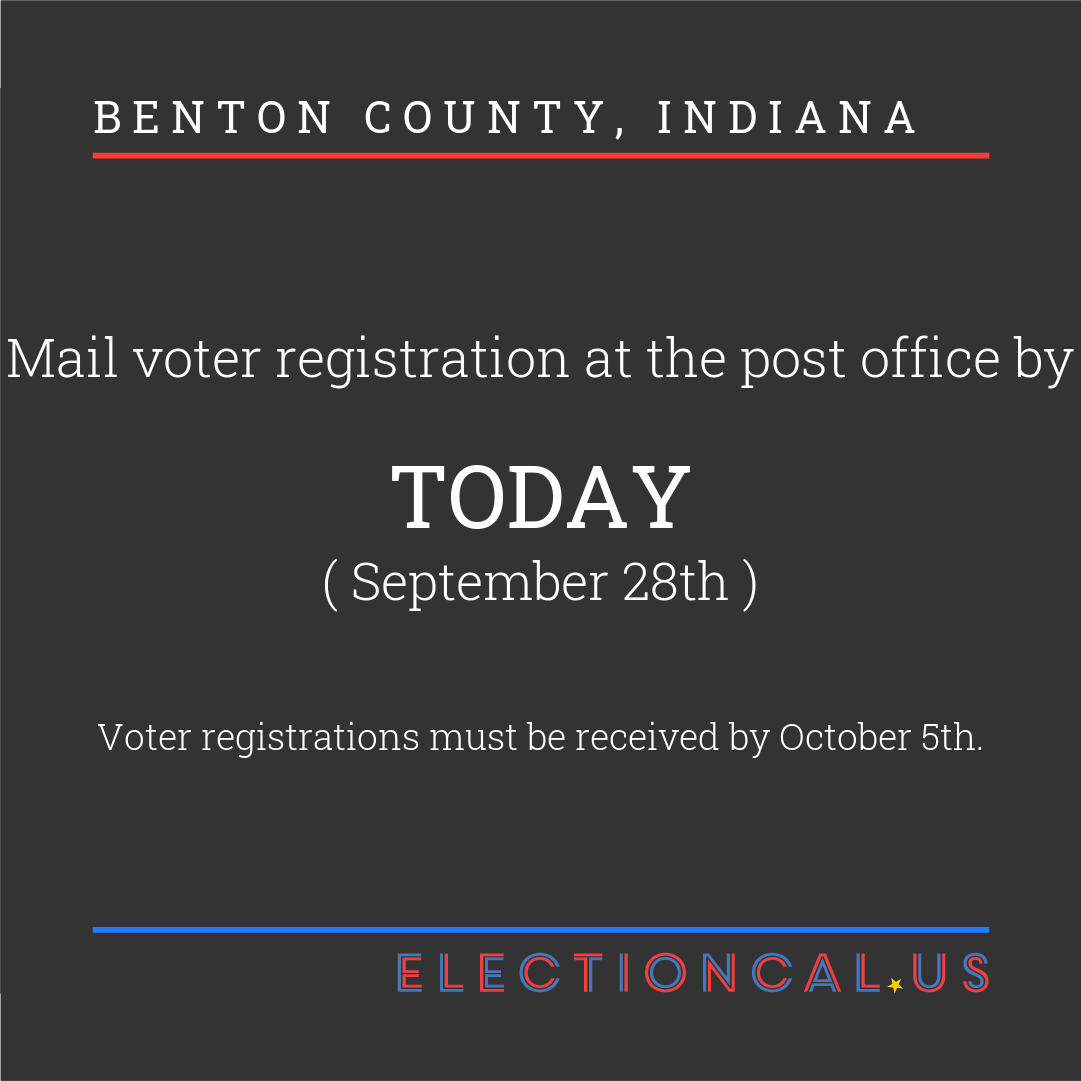 BENTON COUNTY, INDIANA
Mail voter registration at the post office by
TODAY
( September 28th )
Voter registrations must be received by October 5th.
ELECTIONCAL.US